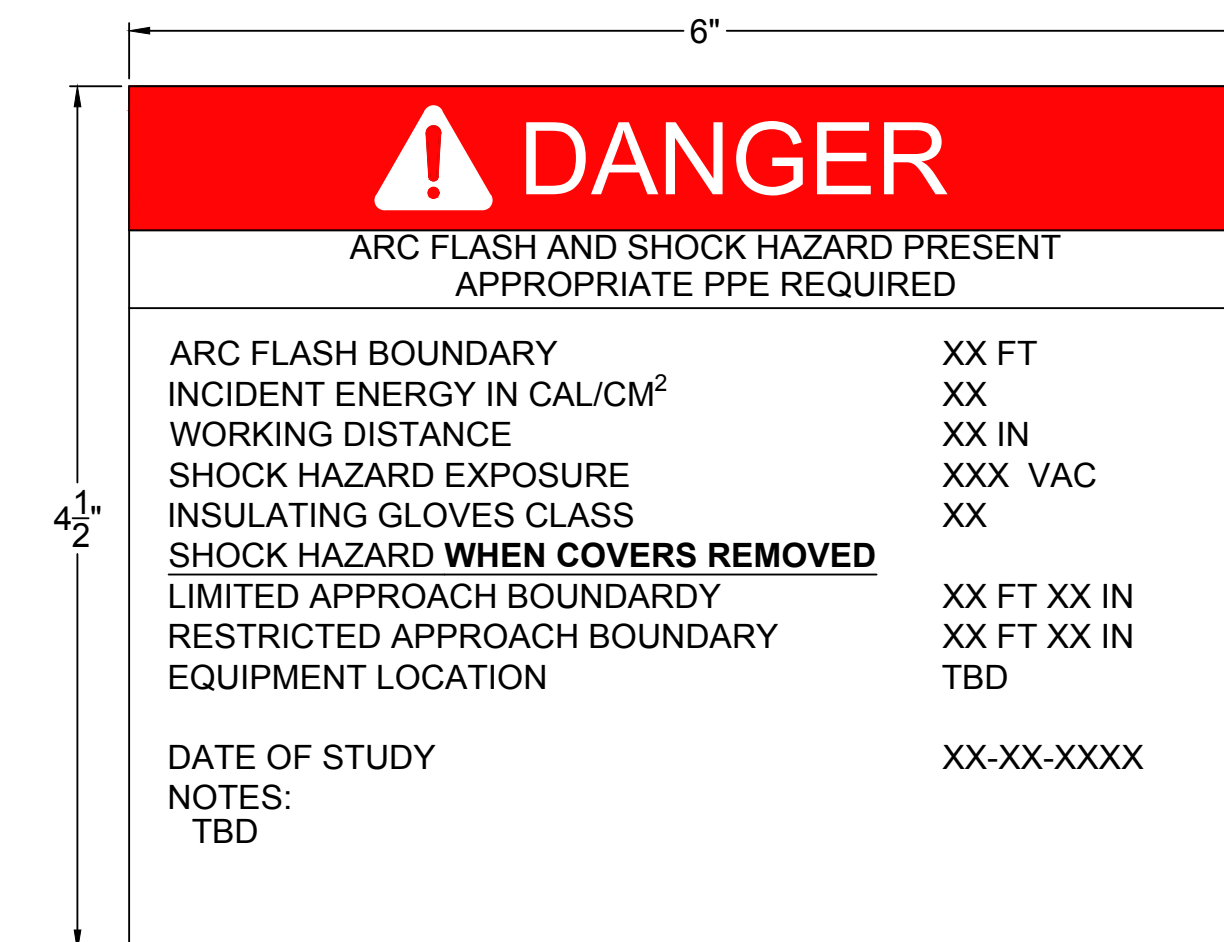 6"
DANGER
ARC FLASH AND SHOCK HAZARD PRESENT
APPROPRIATE PPE REQUIRED
4½"
ARC FLASH BOUNDARY XX FT
INCIDENT ENERGY IN CAL/CM² XX
WORKING DISTANCE XX IN
SHOCK HAZARD EXPOSURE XXX VAC
INSULATING GLOVES CLASS XX
SHOCK HAZARD WHEN COVERS REMOVED
LIMITED APPROACH BOUNDARDY XX FT XX IN
RESTRICTED APPROACH BOUNDARY XX FT XX IN
EQUIPMENT LOCATION TBD
DATE OF STUDY XX-XX-XXXX
NOTES:
TBD